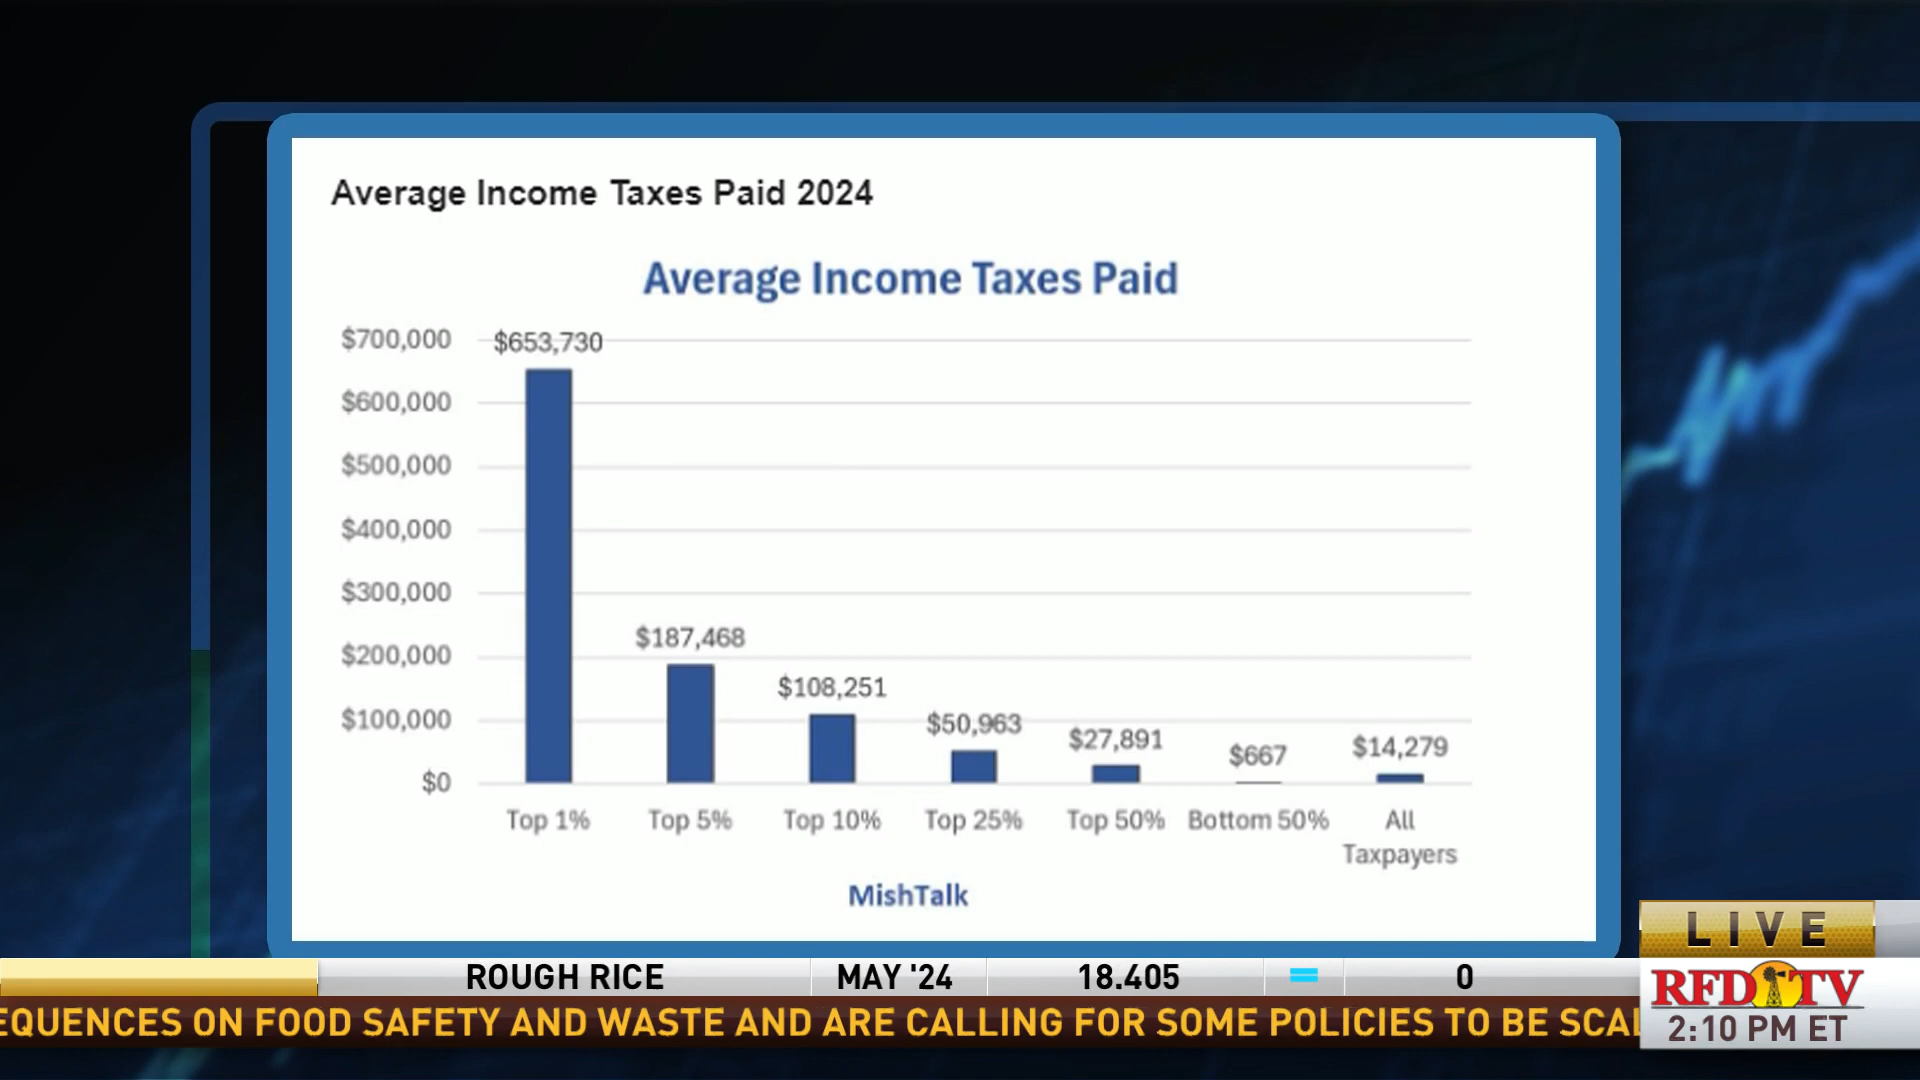 Average Income Taxes Paid 2024
Average Income Taxes Paid
$700,000
$600,000
$500,000
$400,000
$300,000
$200,000
$100,000
$0
$653,730
$187,468
$108,251
$50,963
$27,891
$667
$14,279
Top 1%
Top 5%
Top 10%
Top 25%
Top 50%
Bottom 50%
All
Taxpayers
MishTalk
LIVE
ROUGH RICE MAY '24 18.405 = 0
RFD TV
EQUENCES ON FOOD SAFETY AND WASTE AND ARE CALLING FOR SOME POLICIES TO BE SCAL
2:10 PM ET